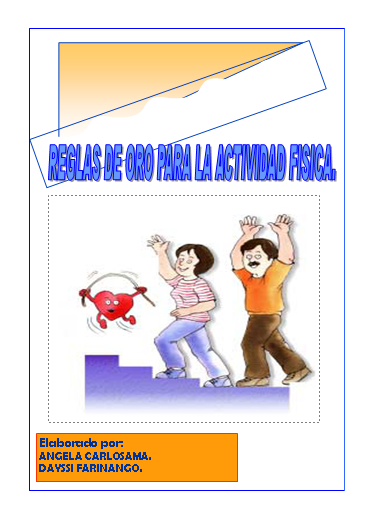 REGLAS DE ORO PARA LA ACTIVIDAD FISICA.
Elaborado por:
ANGELA CARLOSAMA.
DAYSSI FARINANGO.